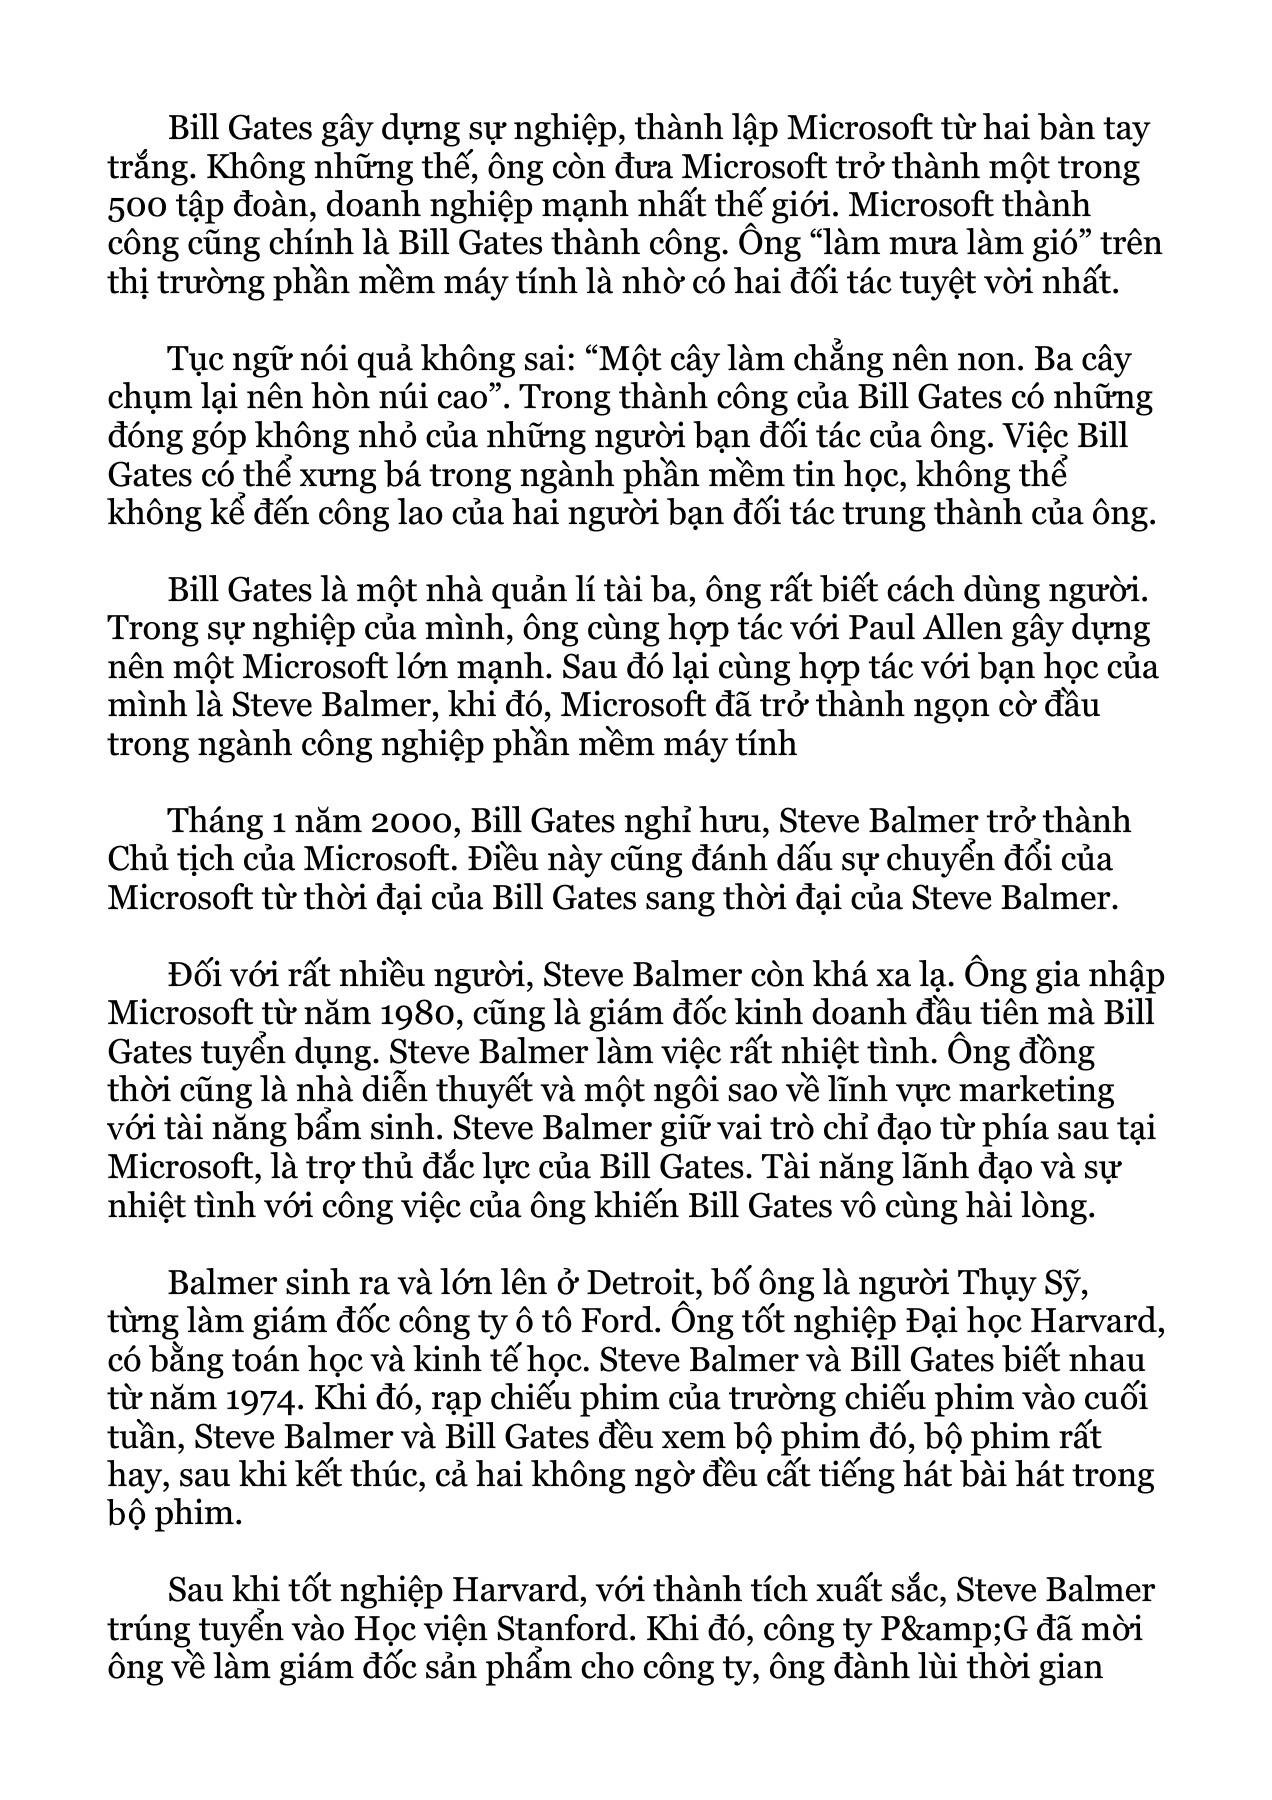 Bill Gates gây dựng sự nghiệp, thành lập Microsoft từ hai bàn tay
trắng. Không những thế, ông còn đưa Microsoft trở thành một trong
500 tập đoàn, doanh nghiệp mạnh nhất thế giới. Microsoft thành
công cũng chính là Bill Gates thành công. Ông “làm mưa làm gió” trên
thị trường phần mềm máy tính là nhờ có hai đối tác tuyệt vời nhất.
Tục ngữ nói quả không sai: “Một cây làm chẳng nên non. Ba cây
chụm lại nên hòn núi cao”. Trong thành công của Bill Gates có những
đóng góp không nhỏ của những người bạn đối tác của ông. Việc Bill
Gates có thể xưng bá trong ngành phần mềm tin học, không thể
không kể đến công lao của hai người bạn đối tác trung thành của ông.
Bill Gates là một nhà quản lí tài ba, ông rất biết cách dùng người.
Trong sự nghiệp của mình, ông cùng hợp tác với Paul Allen gây dựng
nên một Microsoft lớn mạnh. Sau đó lại cùng hợp tác với bạn học của
mình là Steve Balmer, khi đó, Microsoft đã trở thành ngọn cờ đầu
trong ngành công nghiệp phần mềm máy tính
Tháng 1 năm 2000, Bill Gates nghỉ hưu, Steve Balmer trở thành
Chủ tịch của Microsoft. Điều này cũng đánh dấu sự chuyển đổi của
Microsoft từ thời đại của Bill Gates sang thời đại của Steve Balmer.
Đối với rất nhiều người, Steve Balmer còn khá xa lạ. Ông gia nhập
Microsoft từ năm 1980, cũng là giám đốc kinh doanh đầu tiên mà Bill
Gates tuyển dụng. Steve Balmer làm việc rất nhiệt tình. Ông đồng
thời cũng là nhà diễn thuyết và một ngôi sao về lĩnh vực marketing
với tài năng bẩm sinh. Steve Balmer giữ vai trò chỉ đạo từ phía sau tại
Microsoft, là trợ thủ đắc lực của Bill Gates. Tài năng lãnh đạo và sự
nhiệt tình với công việc của ông khiến Bill Gates vô cùng hài lòng.
Balmer sinh ra và lớn lên ở Detroit, bố ông là người Thụy Sỹ,
từng làm giám đốc công ty ô tô Ford. Ông tốt nghiệp Đại học Harvard,
có bằng toán học và kinh tế học. Steve Balmer và Bill Gates biết nhau
từ năm 1974. Khi đó, rạp chiếu phim của trường chiếu phim vào cuối
tuần, Steve Balmer và Bill Gates đều xem bộ phim đó, bộ phim rất
hay, sau khi kết thúc, cả hai không ngờ đều cất tiếng hát bài hát trong
bộ phim.
Sau khi tốt nghiệp Harvard, với thành tích xuất sắc, Steve Balmer
trúng tuyển vào Học viện Stanford. Khi đó, công ty P&amp;G đã mời
ông về làm giám đốc sản phẩm cho công ty, ông đành lùi thời gian